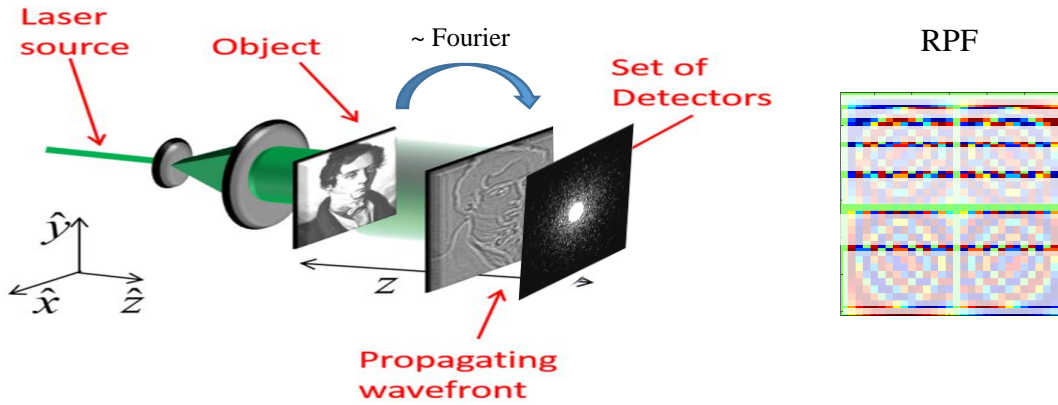 Laser
source
Object
~ Fourier
Set of
Detectors
RPF
ŷ
x̂
ẑ
z
Propagating
wavefront